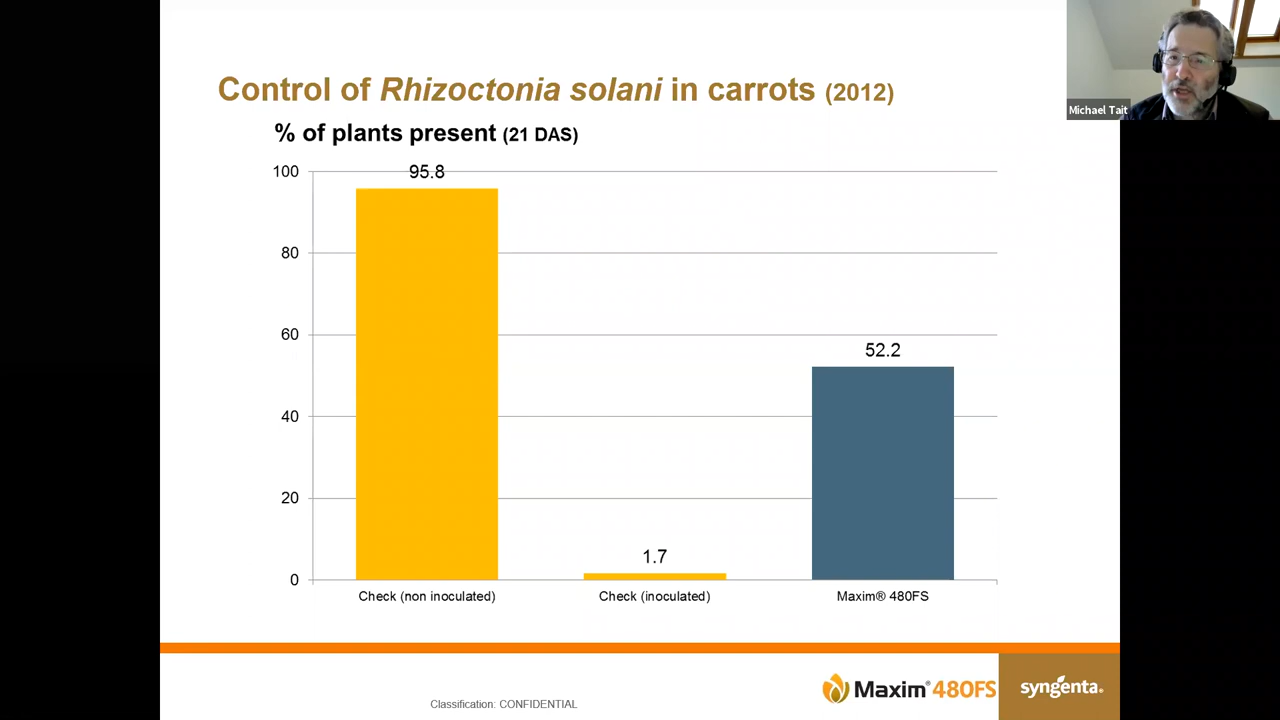 Control of Rhizoctonia solani in carrots (2012)
% of plants present (21 DAS)
100
80
60
40
20
0
95.8
1.7
52.2
Check (non inoculated)
Check (inoculated)
Maxim® 480FS
Michael Tait
Classification: CONFIDENTIAL
Maxim® 480FS
syngenta®